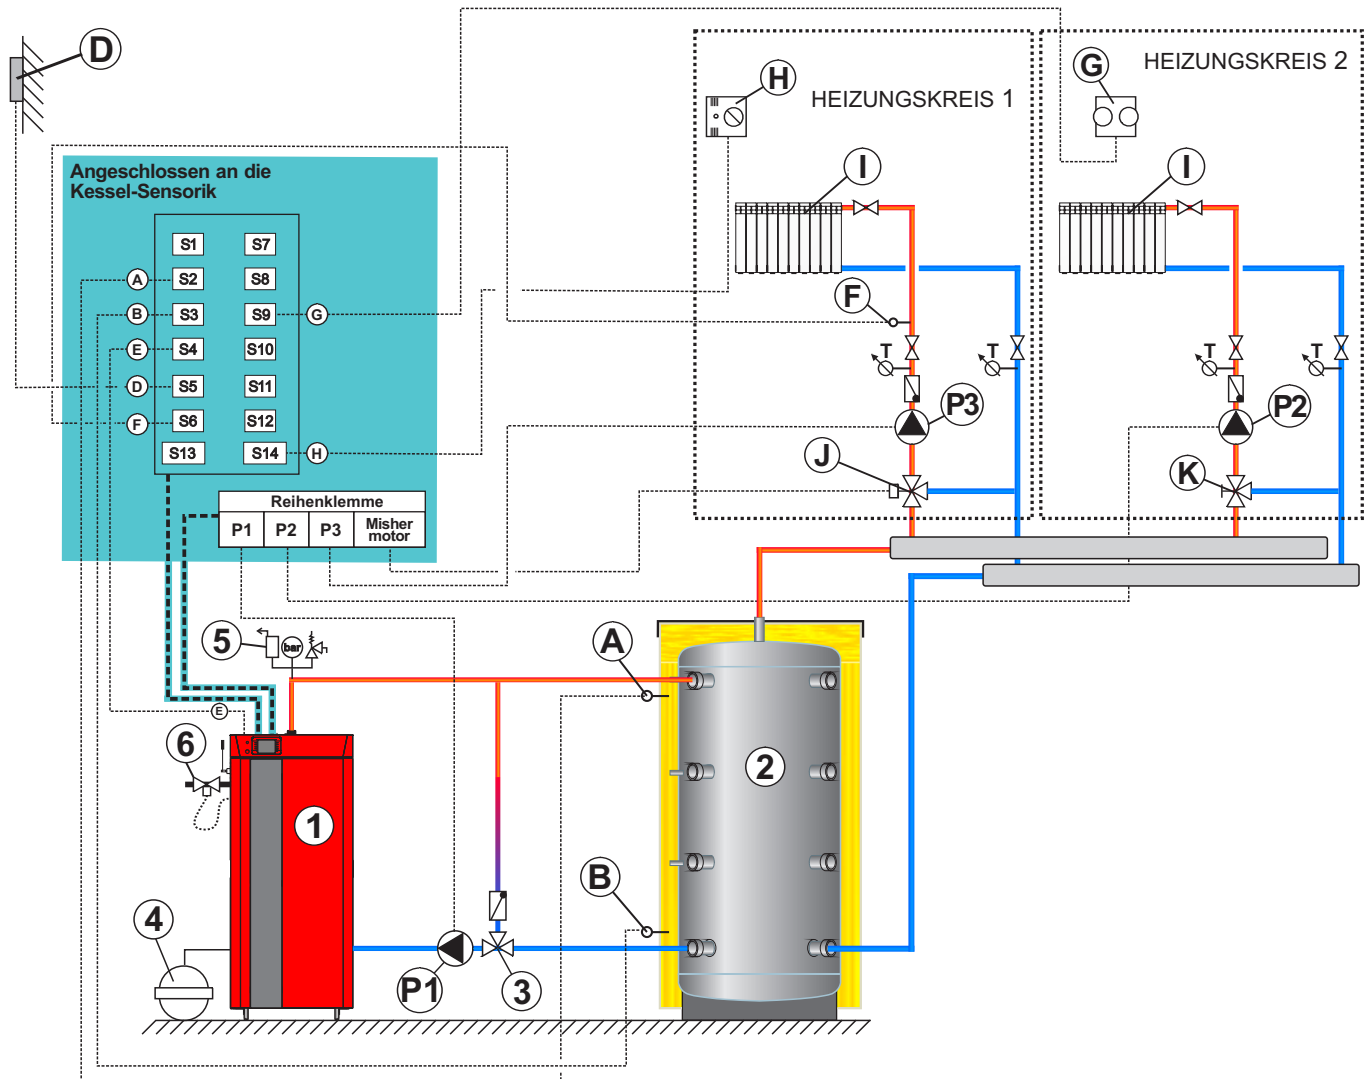 D
H
HEIZUNGSKREIS 1
G
HEIZUNGSKREIS 2
Angeschlossen an die
Kessel-Sensorik
I
I
S1
S7
A
S2
S8
B
S3
S9
G
E
S4
S10
D
S5
S11
F
S6
S12
S13
S14
H
F
T
T
T
T
P3
P2
J
K
Reihenklemme
P1
P2
P3
Misher
motor
5
bar
A
E
6
2
1
B
4
P1
3